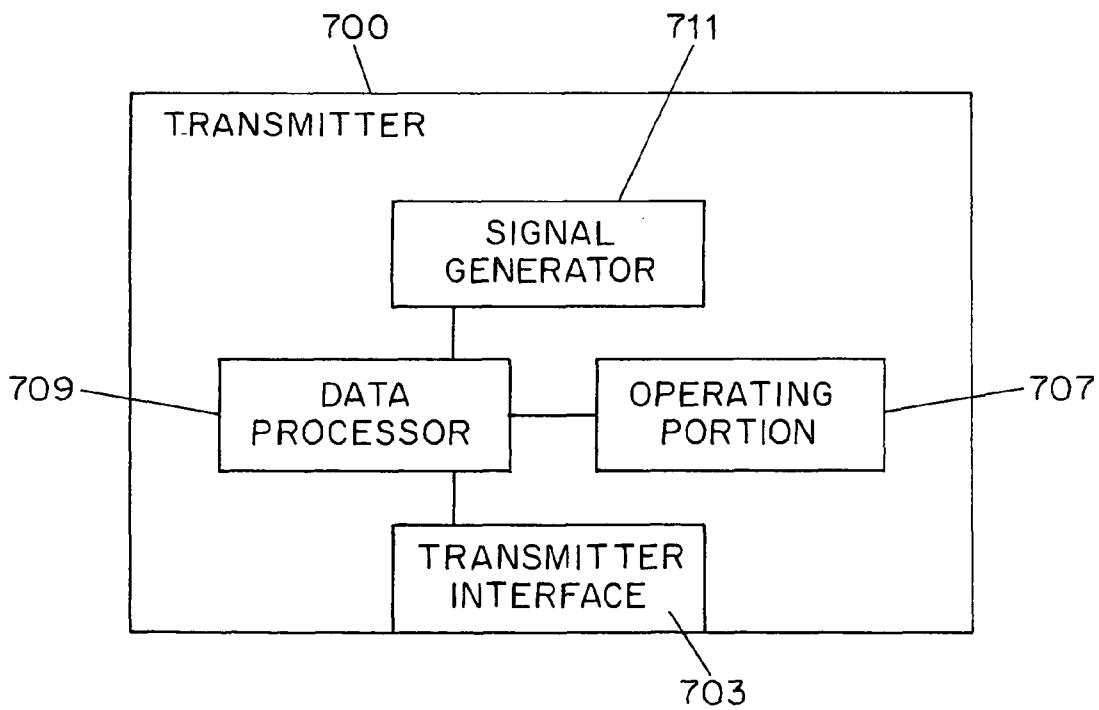 700
711
TRANSMITTER
SIGNAL
GENERATOR
709
DATA
PROCESSOR
OPERATING
PORTION
707
TRANSMITTER
INTERFACE
703